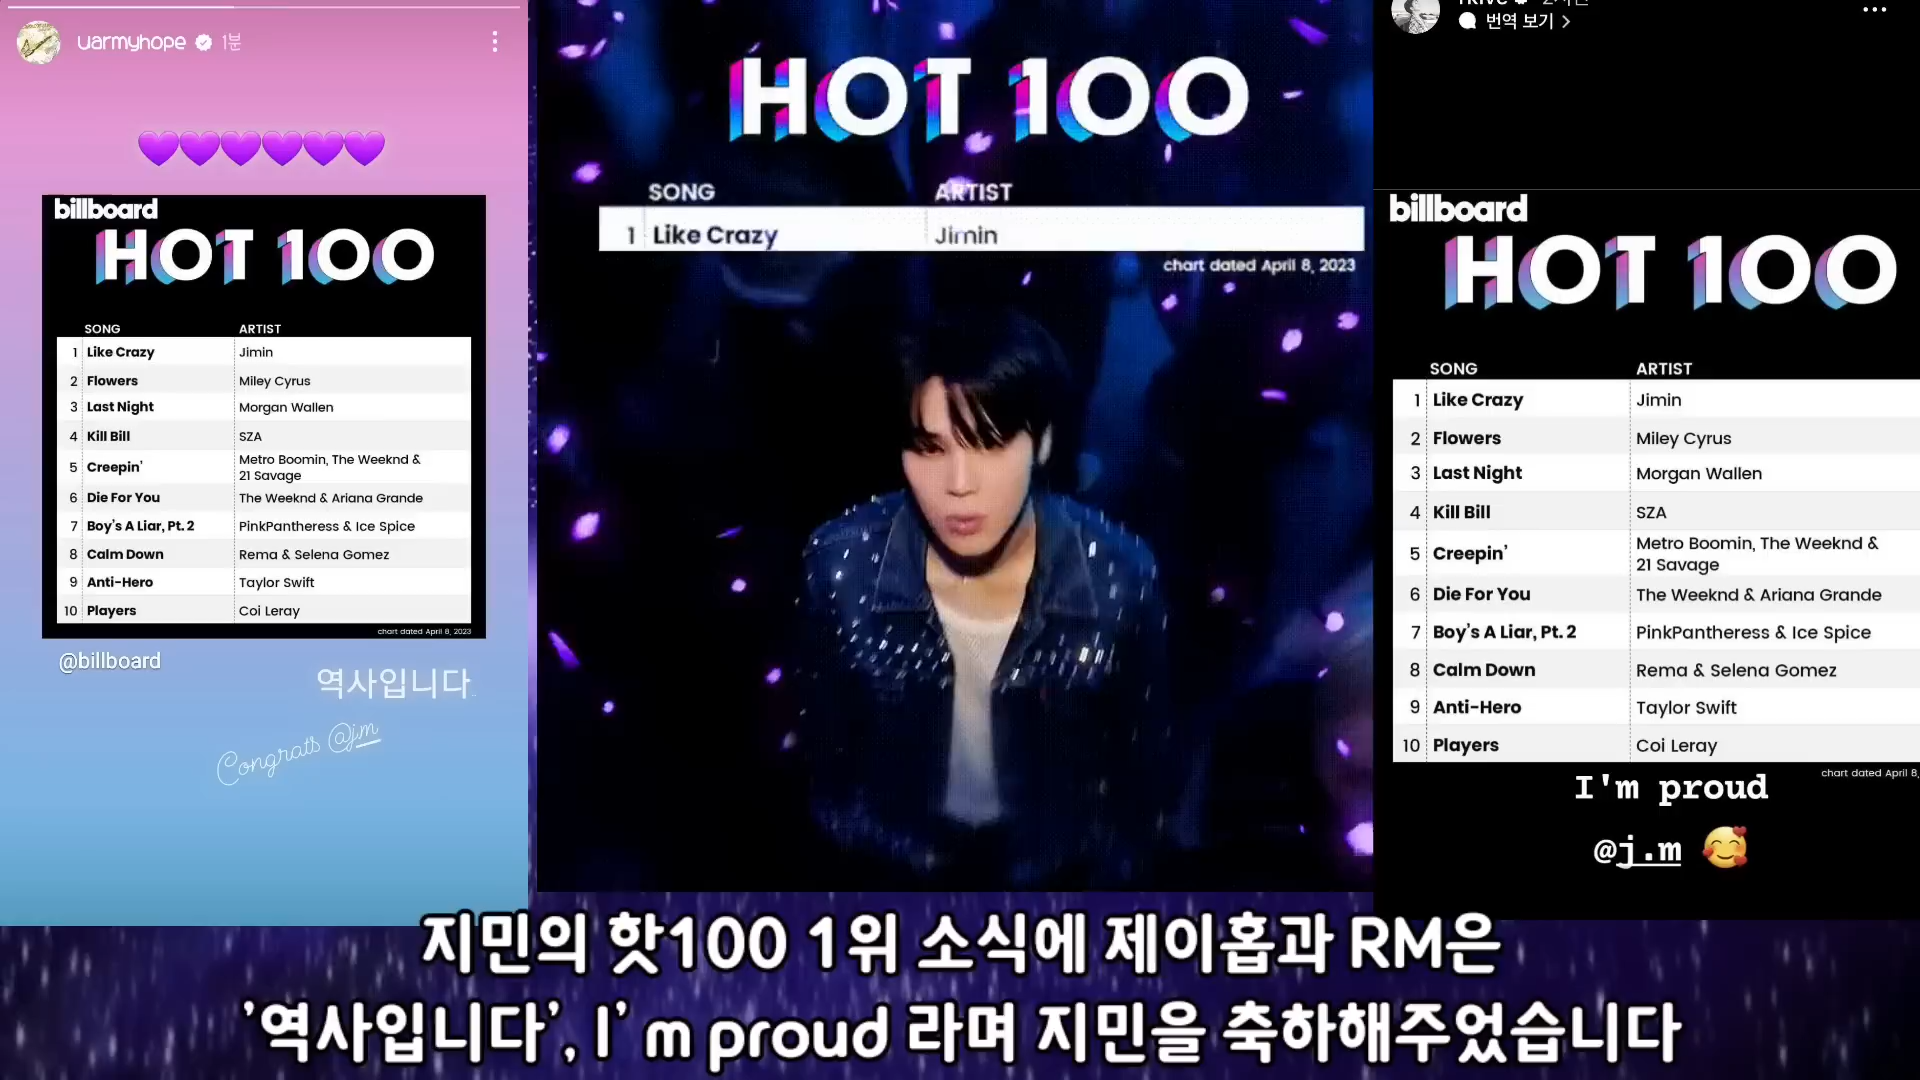 uarmyhope 1분
billboard
HOT 100
SONG ARTIST
1 Like Crazy Jimin
2 Flowers Miley Cyrus
3 Last Night Morgan Wallen
4 Kill Bill SZA
5 Creepin' Metro Boomin, The Weeknd &
21 Savage
6 Die For You The Weeknd & Ariana Grande
7 Boy's A Liar, Pt. 2 PinkPantheress & Ice Spice
8 Calm Down Rema & Selena Gomez
9 Anti-Hero Taylor Swift
10 Players Coi Leray
chart dated April 8, 2023
@billboard
역사입니다..
Congrats @jm
HOT 100
SONG ARTIST
1 Like Crazy Jimin
chart dated April 8, 2023
번역 보기 >
billboard
HOT 100
SONG ARTIST
1 Like Crazy Jimin
2 Flowers Miley Cyrus
3 Last Night Morgan Wallen
4 Kill Bill SZA
5 Creepin' Metro Boomin, The Weeknd &
21 Savage
6 Die For You The Weeknd & Ariana Grande
7 Boy's A Liar, Pt. 2 PinkPantheress & Ice Spice
8 Calm Down Rema & Selena Gomez
9 Anti-Hero Taylor Swift
10 Players Coi Leray
chart dated April 8,
I'm proud
@j.m
지민의 핫100 1위 소식에 제이홉과 RM은
'역사입니다', I'm proud 라며 지민을 축하해주었습니다